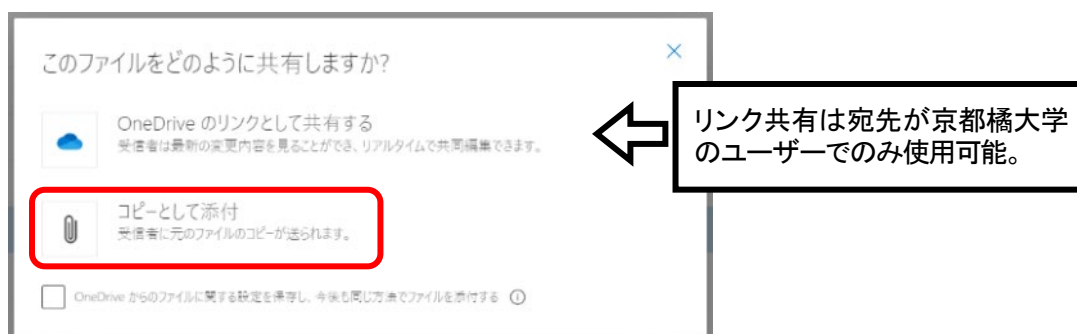 このファイルをどのように共有しますか?
OneDrive のリンクとして共有する
受信者は最新の変更内容を見ることができ、リアルタイムで共同編集できます。
リンク共有は宛先が京都橘大学
のユーザーでのみ使用可能。
コピーとして添付
受信者に元のファイルのコピーが送られます。
OneDrive からのファイルに関する設定を保存し、今後も同じ方法でファイルを添付する